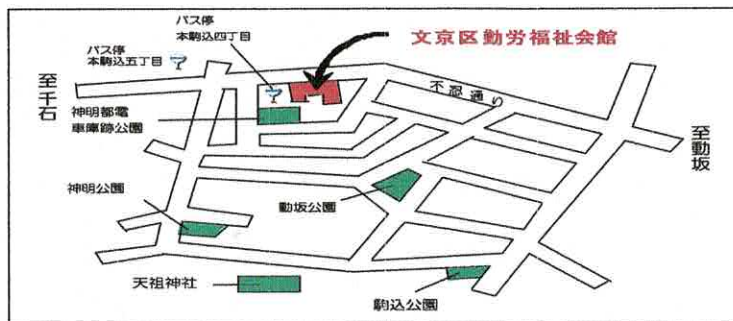 文京区勤労福祉会館
バス停
本駒込四丁目
バス停
本駒込五丁目
至千石
不忍通り
神明都電
車庫跡公園
至動坂
神明公園
動坂公園
天祖神社
駒込公園